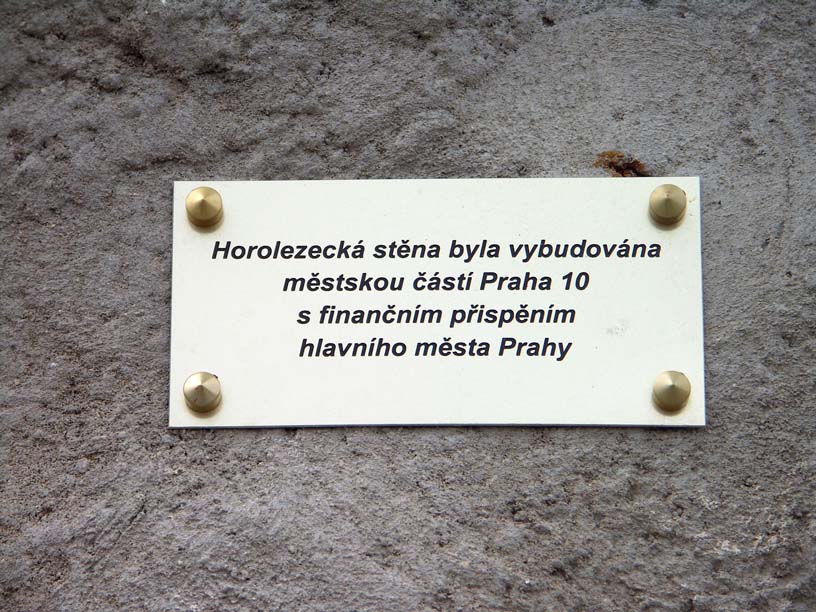 Horolezecká stěna byla vybudována
městskou částí Praha 10
s finančním přispěním
hlavního města Prahy